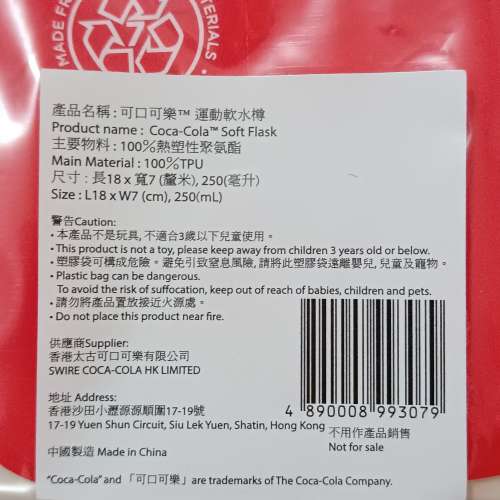 MADE FR
ATERIALS
產品名稱 : 可口可樂™ 運動軟水樽
Product name : Coca-Cola™ Soft Flask
主要物料 : 100%熱塑性聚氨酯
Main Material : 100%TPU
尺寸 : 長18 x 寬7 (釐米), 250(毫升)
Size : L18 x W7 (cm), 250(mL)
警告Caution:
• 本產品不是玩具, 不適合3歲以下兒童使用。
• This product is not a toy, please keep away from children 3 years old or below.
• 塑膠袋可構成危險。避免引致窒息風險, 請將此塑膠袋遠離嬰兒, 兒童及寵物。
• Plastic bag can be dangerous.
To avoid the risk of suffocation, keep out of reach of babies, children and pets.
• 請勿將產品置放接近火源處。
• Do not place this product near fire.
供應商Supplier:
香港太古可口可樂有限公司
SWIRE COCA-COLA HK LIMITED
地址 Address:
香港沙田小瀝源源順圍17-19號
17-19 Yuen Shun Circuit, Siu Lek Yuen, Shatin, Hong Kong
中國製造 Made in China
4 890008 993079
不用作產品銷售
Not for sale
"Coca-Cola" and 「可口可樂」 are trademarks of The Coca-Cola Company.